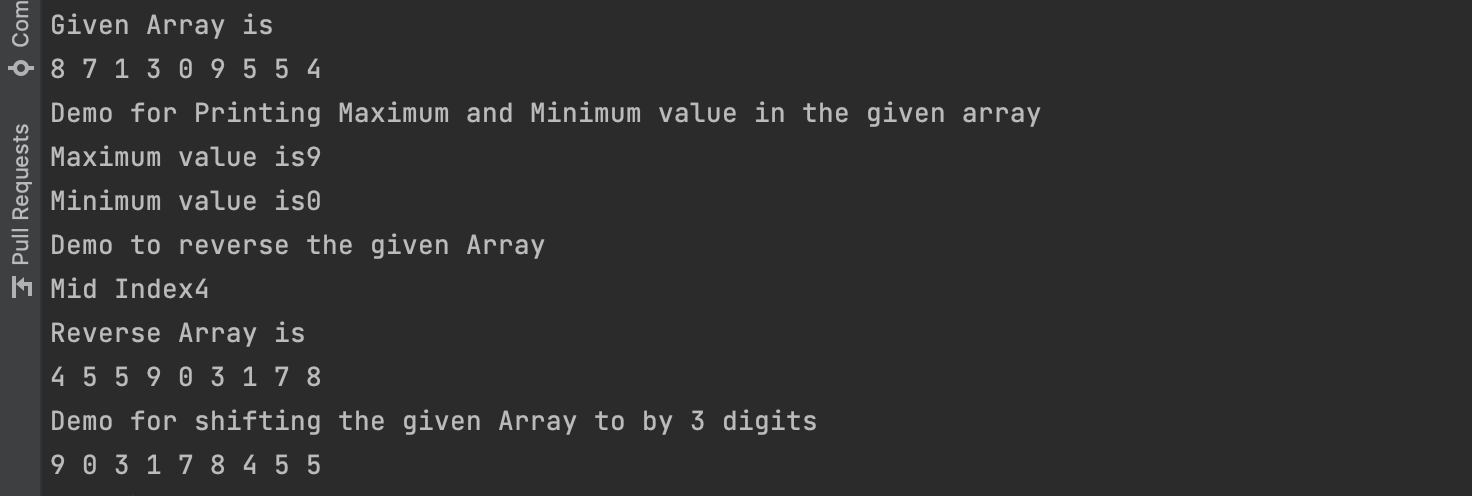 Com
Pull Requests
Given Array is
8 7 1 3 0 9 5 5 4
Demo for Printing Maximum and Minimum value in the given array
Maximum value is9
Minimum value is0
Demo to reverse the given Array
Mid Index4
Reverse Array is
4 5 5 9 0 3 1 7 8
Demo for shifting the given Array to by 3 digits
9 0 3 1 7 8 4 5 5